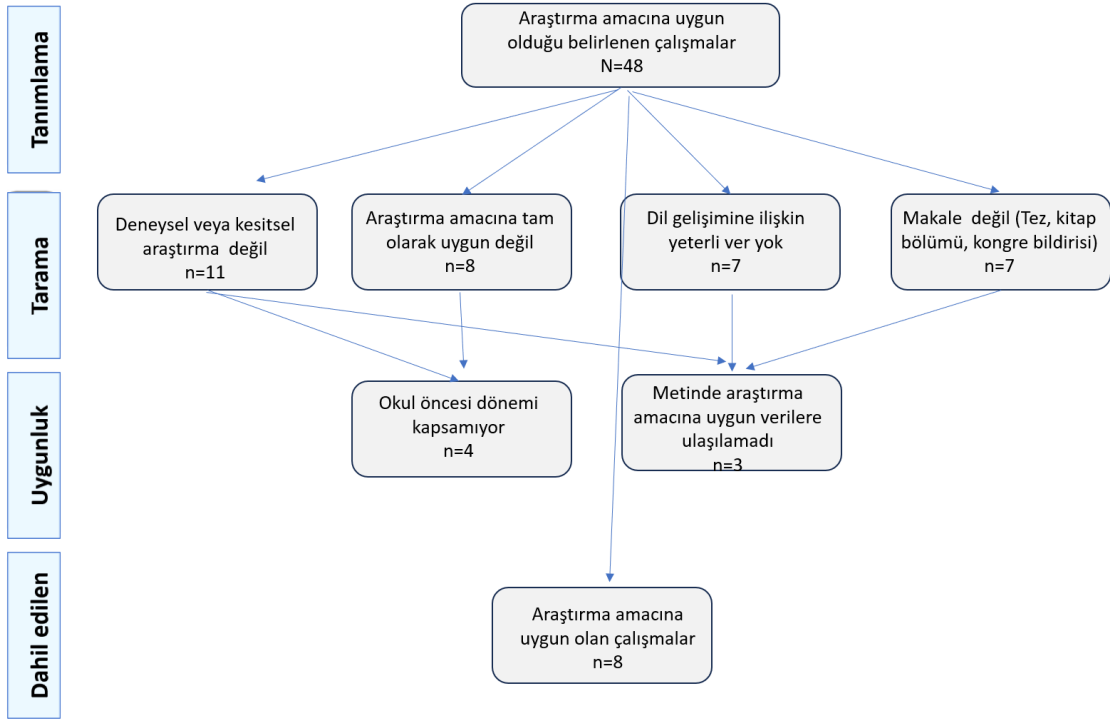 Tanımlama
Araştırma amacına uygun
olduğu belirlenen çalışmalar
N=48
Tarama
Deneysel veya kesitsel
araştırma değil
n=11
Araştırma amacına tam
olarak uygun değil
n=8
Dil gelişimine ilişkin
yeterli ver yok
n=7
Makale değil (Tez, kitap
bölümü, kongre bildirisi)
n=7
Uygunluk
Okul öncesi dönemi
kapsamıyor
n=4
Metinde araştırma
amacına uygun verilere
ulaşılamadı
n=3
Dahil edilen
Araştırma amacına
uygun olan çalışmalar
n=8